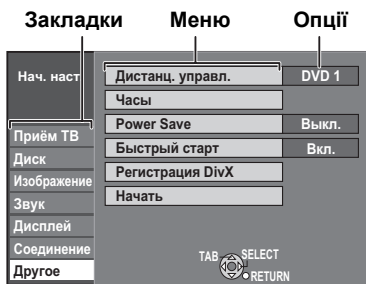 Закладки Меню Опції
Нач. наст
Дистанц. управл. DVD 1
Часы
Power Save Выкл.
Быстрый старт Вкл.
Регистрация DivX
Начать
Приём ТВ
Диск
Изображение
Звук
Дисплей
Соединение
Другое
TAB SELECT
RETURN